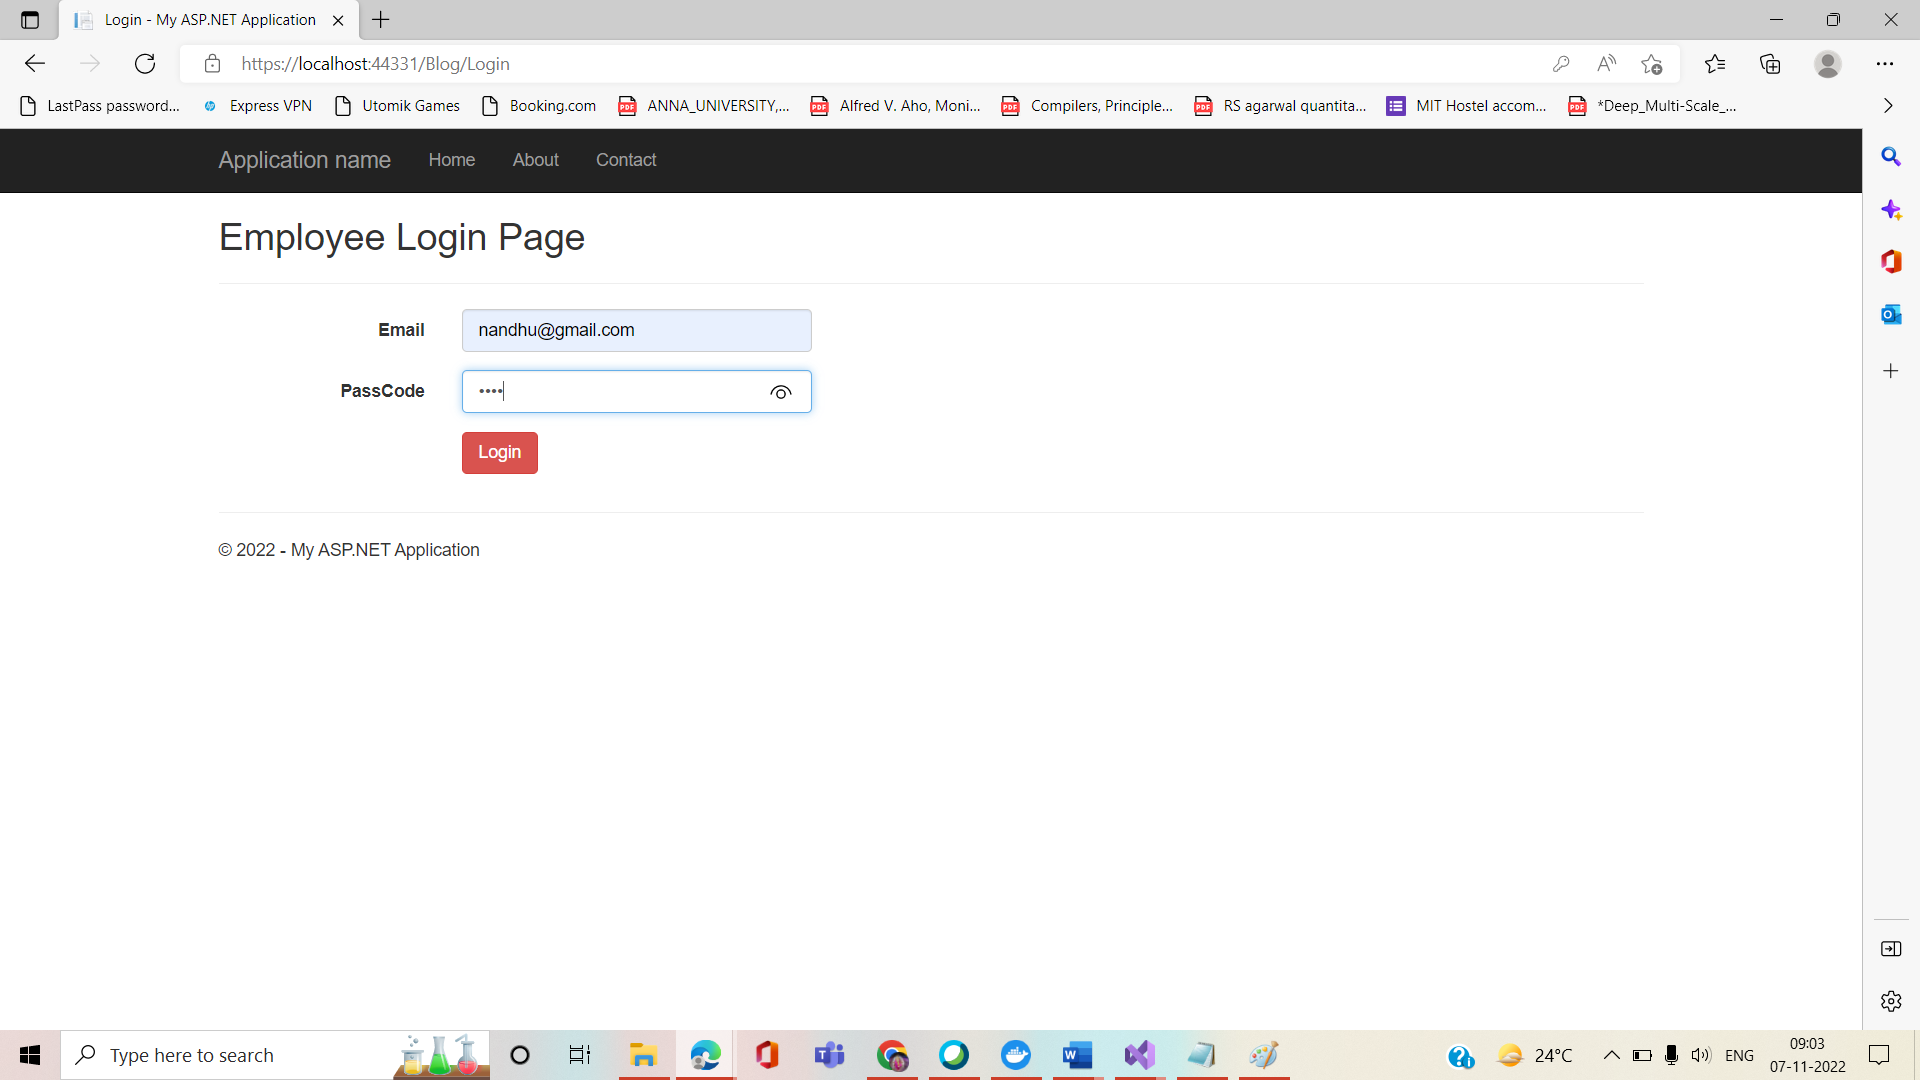 Login - My ASP.NET Application
https://localhost:44331/Blog/Login
LastPass password... Express VPN Utomik Games Booking.com ANNA_UNIVERSITY,... Alfred V. Aho, Moni... Compilers, Principle... RS agarwal quantita... MIT Hostel accom... *Deep_Multi-Scale_...
Application name Home About Contact
Employee Login Page
Email nandhu@gmail.com
PassCode ••••
Login
© 2022 - My ASP.NET Application
Type here to search
24°C ENG 09:03
07-11-2022